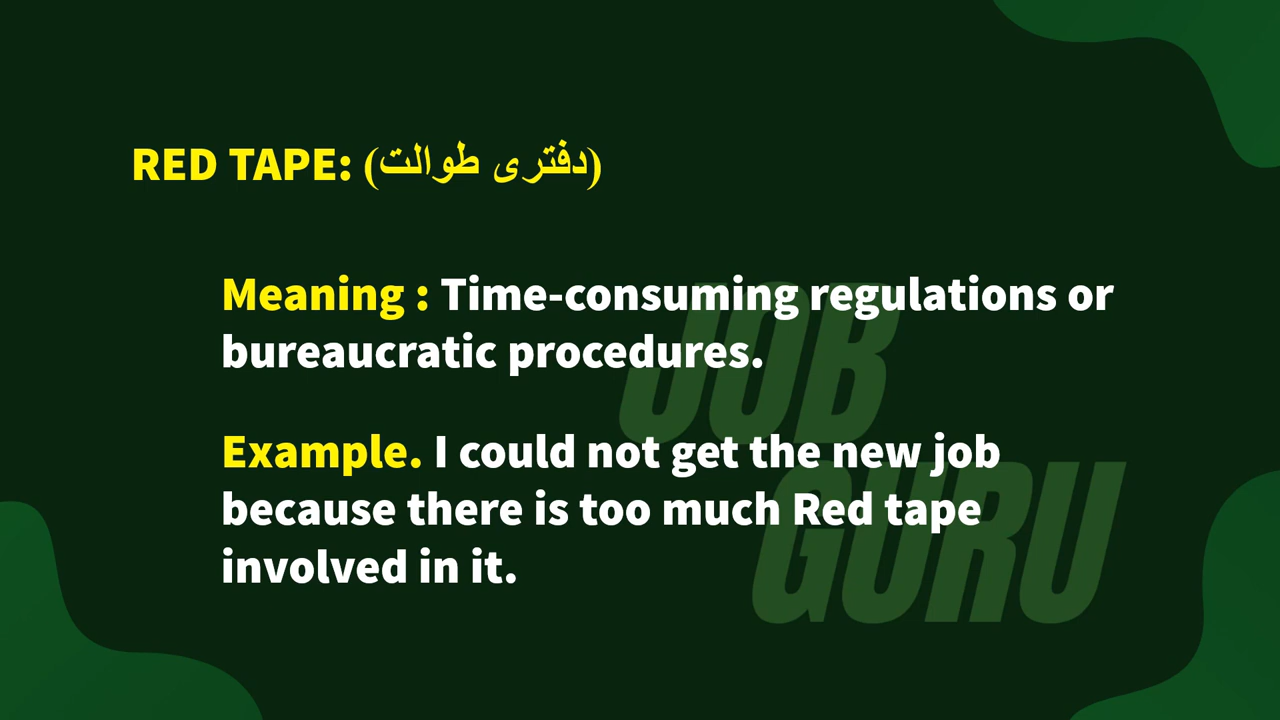 RED TAPE: (دفتری طوالت)
Meaning : Time-consuming regulations or
bureaucratic procedures.
Example. I could not get the new job
because there is too much Red tape
involved in it.
JOB
GURU